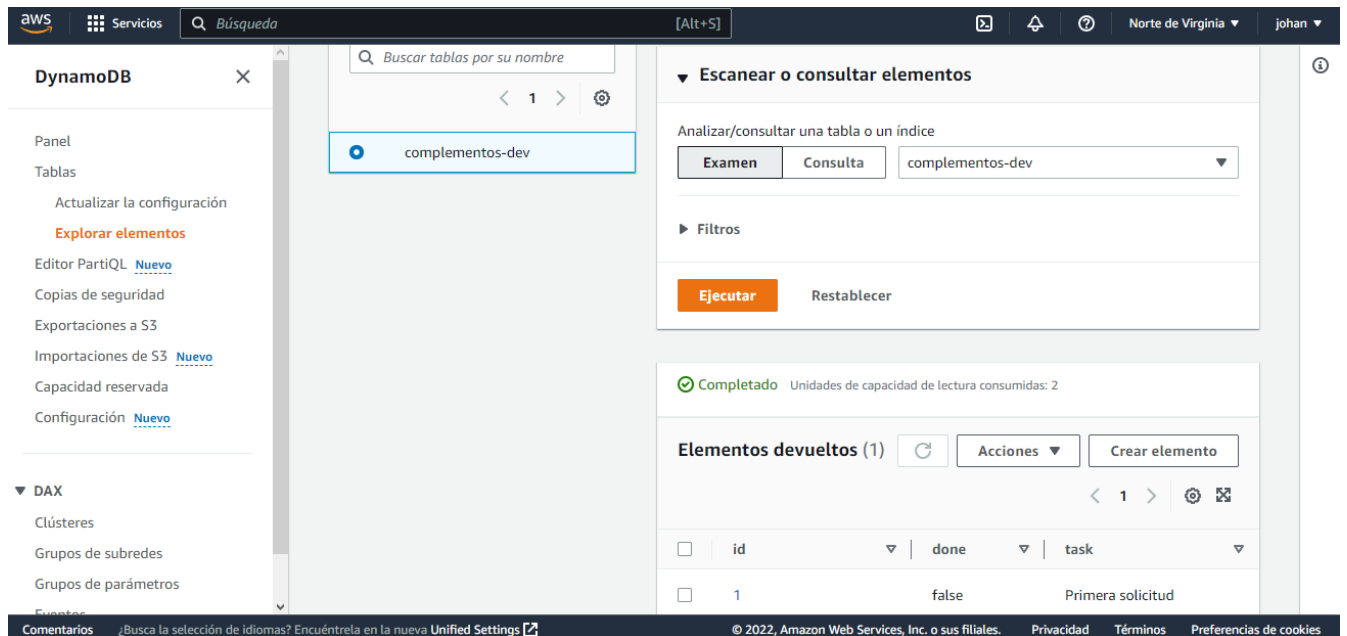 aws
Servicios
Búsqueda
[Alt+S]
Norte de Virginia
johan
DynamoDB
Panel
Tablas
Actualizar la configuración
Explorar elementos
Editor PartiQL Nuevo
Copias de seguridad
Exportaciones a S3
Importaciones de S3 Nuevo
Capacidad reservada
Configuración Nuevo
DAX
Clústeres
Grupos de subredes
Grupos de parámetros
Eventos
Buscar tablas por su nombre
1
complementos-dev
Escanear o consultar elementos
Analizar/consultar una tabla o un índice
Examen Consulta complementos-dev
Filtros
Ejecutar Restablecer
Completado Unidades de capacidad de lectura consumidas: 2
Elementos devueltos (1) Acciones Crear elemento
1
id done task
1 false Primera solicitud
Comentarios ¿Busca la selección de idiomas? Encuéntrela en la nueva Unified Settings © 2022, Amazon Web Services, Inc. o sus filiales. Privacidad Términos Preferencias de cookies